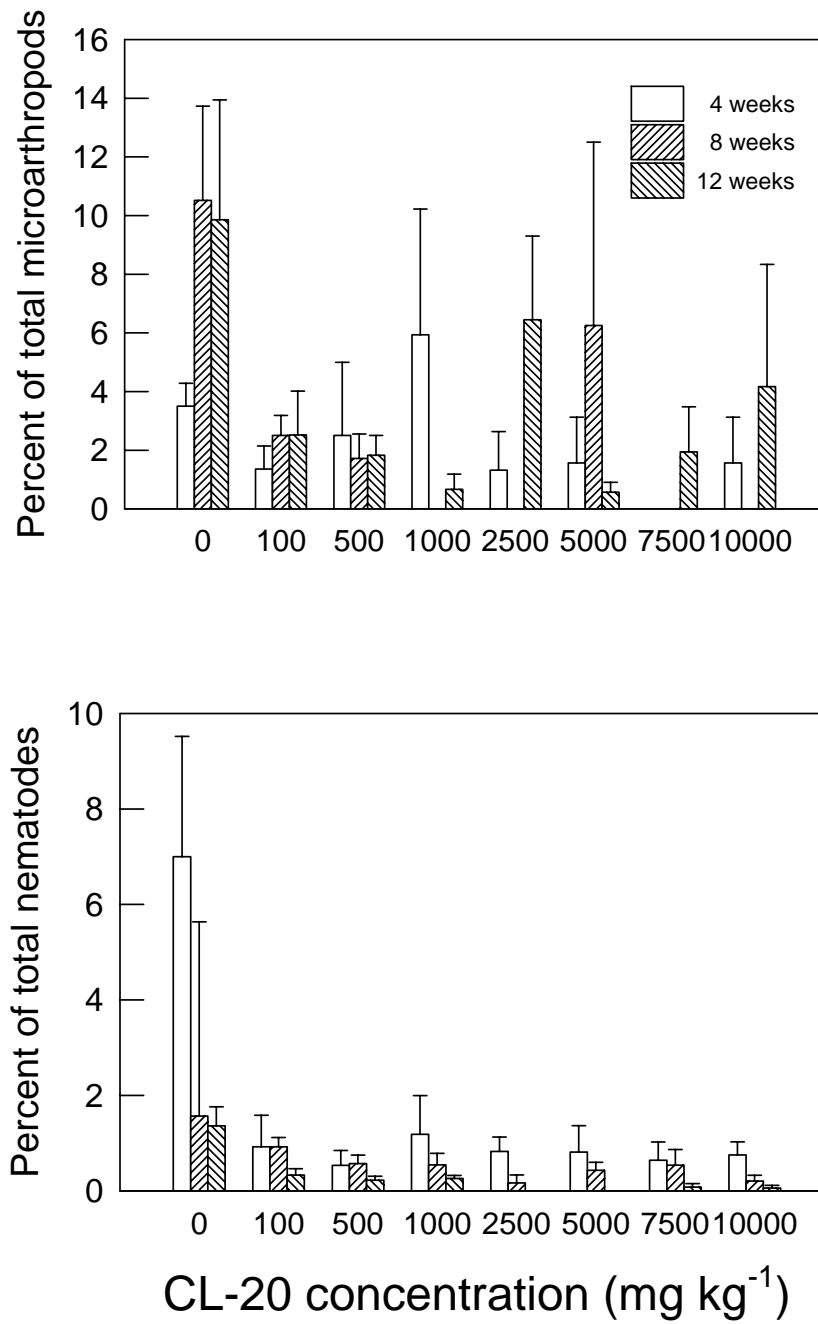 Percent of total microarthropods
16
14
12
10
8
6
4
2
0
4 weeks
8 weeks
12 weeks
0 100 500 1000 2500 5000 7500 10000
Percent of total nematodes
10
8
6
4
2
0
0 100 500 1000 2500 5000 7500 10000
CL-20 concentration (mg kg⁻¹)